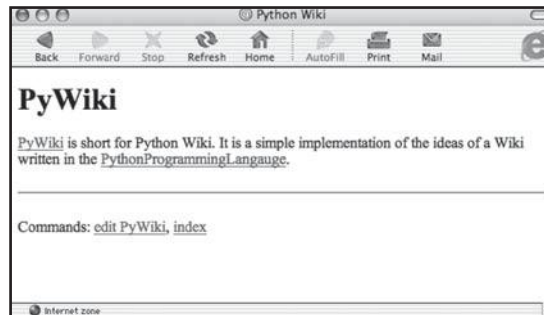 Python Wiki
Back Forward Stop Refresh Home AutoFill Print Mail
PyWiki
PyWiki is short for Python Wiki. It is a simple implementation of the ideas of a Wiki
written in the PythonProgrammingLangauge.
Commands: edit PyWiki, index
Internet zone